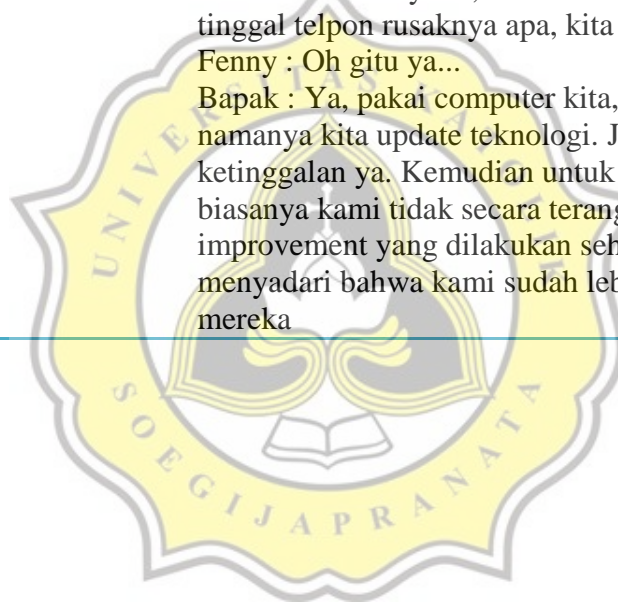 tinggal telpon rusaknya apa, kita
Fenny : Oh gitu ya...
Bapak : Ya, pakai computer kita,
namanya kita update teknologi. J
ketinggalan ya. Kemudian untuk
biasanya kami tidak secara terang
improvement yang dilakukan seh
menyadari bahwa kami sudah leb
mereka
UNIVERSITAS KATOLIK
SOEGIJAPRANATA